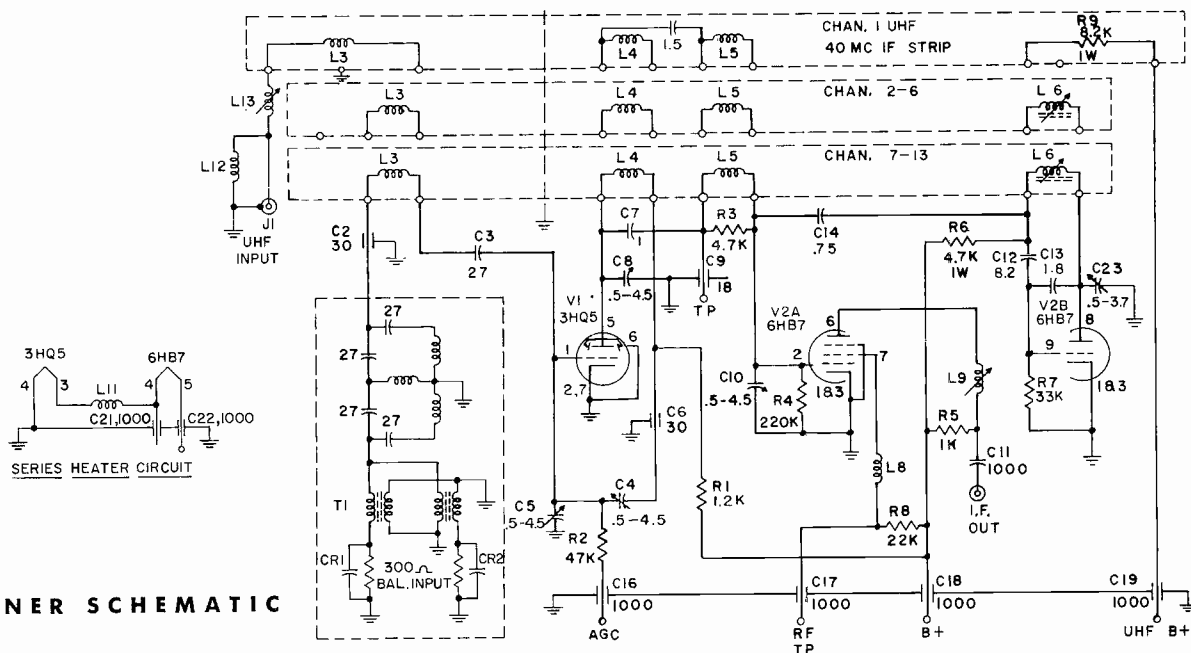 CHAN. 1 UHF
40 MC IF STRIP
R9
8.2K
1W
L3
1.5
L4
L5
L13
CHAN. 2-6
L3
L4
L5
L6
L12
CHAN. 7-13
L3
L4
L5
L6
J1
UHF
INPUT
C2
30
C3
27
C7
1
R3
4.7K
C14
.75
R6
4.7K
1W
C12
8.2
C13
1.8
C23
.5-3.7
C8
.5-4.5
C9
18
TP
V1
3HQ5
5
6
1
2,7
V2A
6HB7
6
2
7
1&3
V2B
6HB7
8
9
1&3
27
27
27
27
C10
.5-4.5
R4
220K
L9
R7
33K
C6
30
R5
1K
C11
1000
I.F.
OUT
L8
R1
1.2K
R8
22K
3HQ5
6HB7
4
3
4
5
L11
C21,1000
C22,1000
SERIES HEATER CIRCUIT
T1
C5
.5-4.5
C4
.5-4.5
R2
47K
CR1
300Ω
BAL. INPUT
CR2
C16
1000
C17
1000
C18
1000
C19
1000
AGC
RF
TP
B+
UHF B+
NER SCHEMATIC